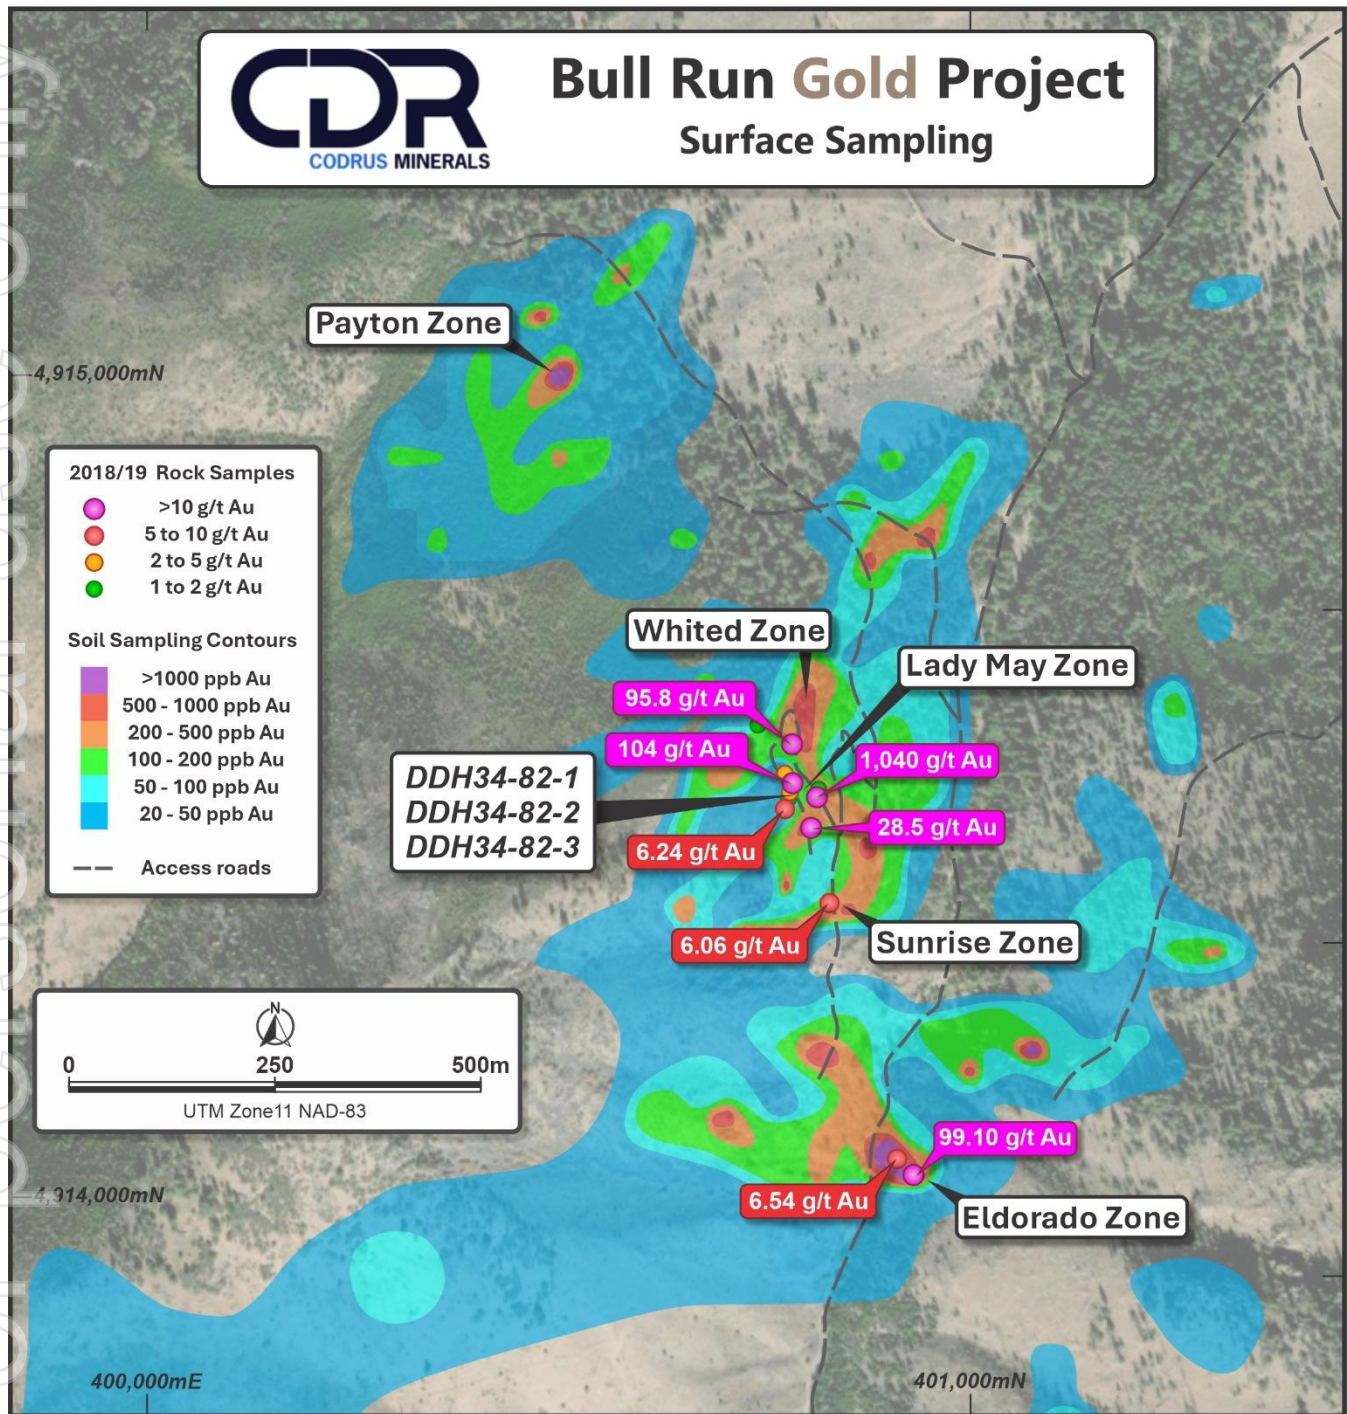 CDR
CODRUS MINERALS
Bull Run Gold Project
Surface Sampling
Payton Zone
4,915,000mN
2018/19 Rock Samples
>10 g/t Au
5 to 10 g/t Au
2 to 5 g/t Au
1 to 2 g/t Au
Soil Sampling Contours
>1000 ppb Au
500 - 1000 ppb Au
200 - 500 ppb Au
100 - 200 ppb Au
50 - 100 ppb Au
20 - 50 ppb Au
Access roads
Whited Zone
Lady May Zone
95.8 g/t Au
104 g/t Au
1,040 g/t Au
DDH34-82-1
DDH34-82-2
DDH34-82-3
28.5 g/t Au
6.24 g/t Au
6.06 g/t Au
Sunrise Zone
N
0 250 500m
UTM Zone11 NAD-83
99.10 g/t Au
6.54 g/t Au
4,914,000mN
Eldorado Zone
400,000mE
401,000mN
For personal use only